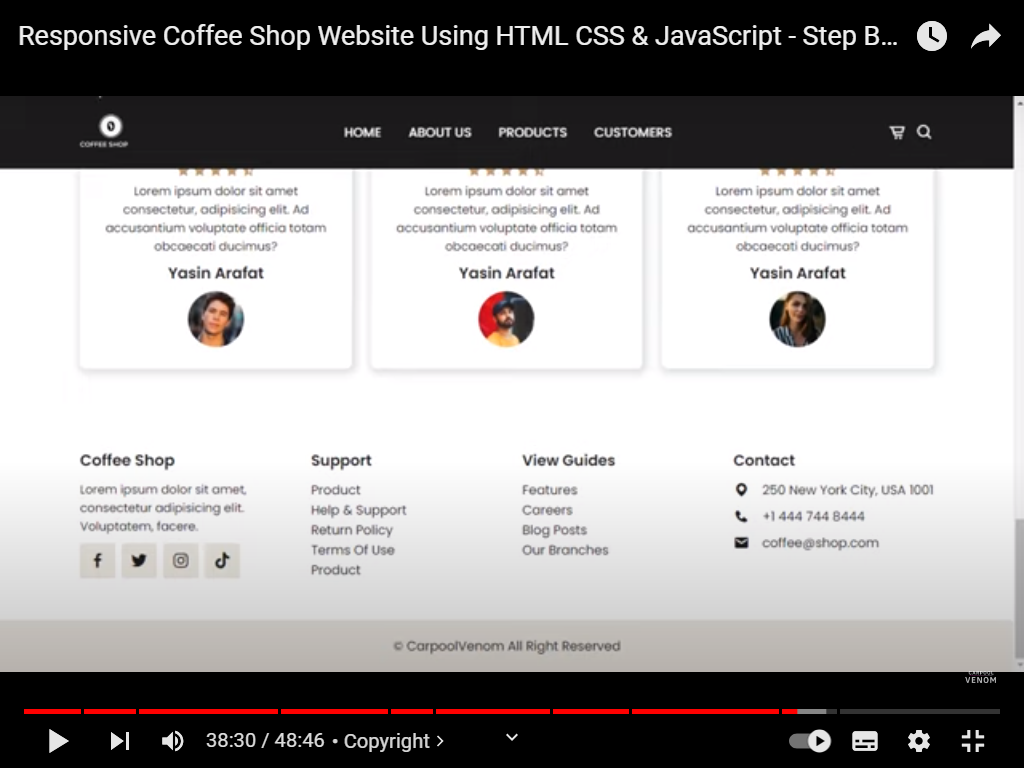 Responsive Coffee Shop Website Using HTML CSS & JavaScript - Step B...
COFFEE SHOP
HOME ABOUT US PRODUCTS CUSTOMERS
Lorem ipsum dolor sit amet
consectetur, adipisicing elit. Ad
accusantium voluptate officia totam
obcaecati ducimus?
Yasin Arafat
Lorem ipsum dolor sit amet
consectetur, adipisicing elit. Ad
accusantium voluptate officia totam
obcaecati ducimus?
Yasin Arafat
Lorem ipsum dolor sit amet
consectetur, adipisicing elit. Ad
accusantium voluptate officia totam
obcaecati ducimus?
Yasin Arafat
Coffee Shop
Lorem ipsum dolor sit amet,
consectetur adipisicing elit.
Voluptatem, facere.
Support
Product
Help & Support
Return Policy
Terms Of Use
Product
View Guides
Features
Careers
Blog Posts
Our Branches
Contact
250 New York City, USA 1001
+1 444 744 8444
coffee@shop.com
© CarpoolVenom All Right Reserved
CARPOOL
VENOM
38:30 / 48:46 • Copyright